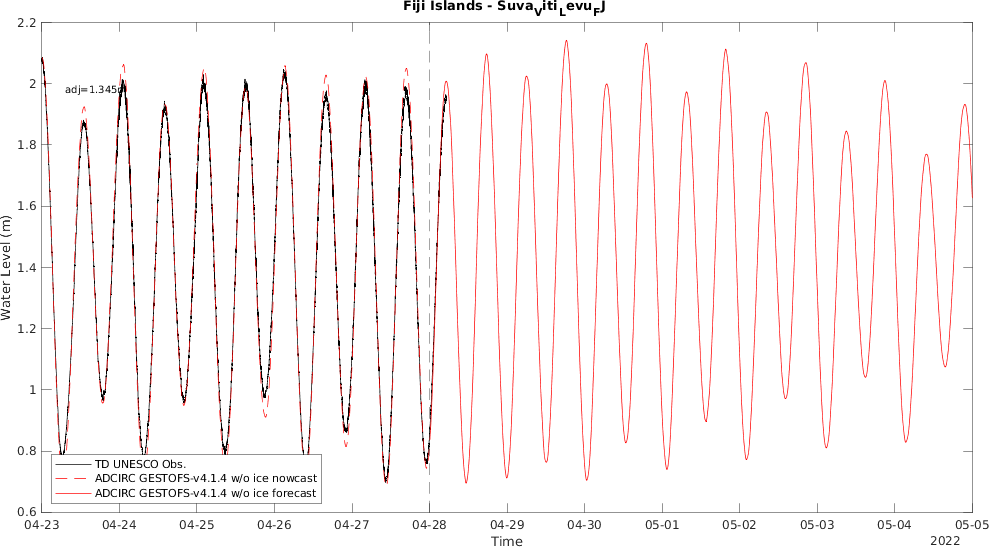 Fiji Islands - Suva_Viti_Levu_FJ
2.2
2
1.8
1.6
1.4
1.2
1
0.8
0.6
Water Level (m)
adj=1.345
TD UNESCO Obs.
ADCIRC GESTOFS-v4.1.4 w/o ice nowcast
ADCIRC GESTOFS-v4.1.4 w/o ice forecast
04-23 04-24 04-25 04-26 04-27 04-28 04-29 04-30 05-01 05-02 05-03 05-04 05-05
Time
2022